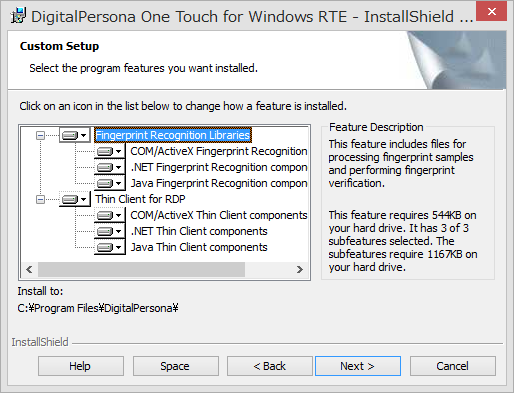 DigitalPersona One Touch for Windows RTE - InstallShield ...
Custom Setup
Select the program features you want installed.
Click on an icon in the list below to change how a feature is installed.
Fingerprint Recognition Libraries
COM/ActiveX Fingerprint Recognition
.NET Fingerprint Recognition compon
Java Fingerprint Recognition compon
Thin Client for RDP
COM/ActiveX Thin Client components
.NET Thin Client components
Java Thin Client components
Feature Description
This feature includes files for
processing fingerprint samples
and performing fingerprint
verification.
This feature requires 544KB on
your hard drive. It has 3 of 3
subfeatures selected. The
subfeatures require 1167KB on
your hard drive.
Install to:
C:¥Program Files¥DigitalPersona¥
InstallShield
Help
Space
< Back
Next >
Cancel